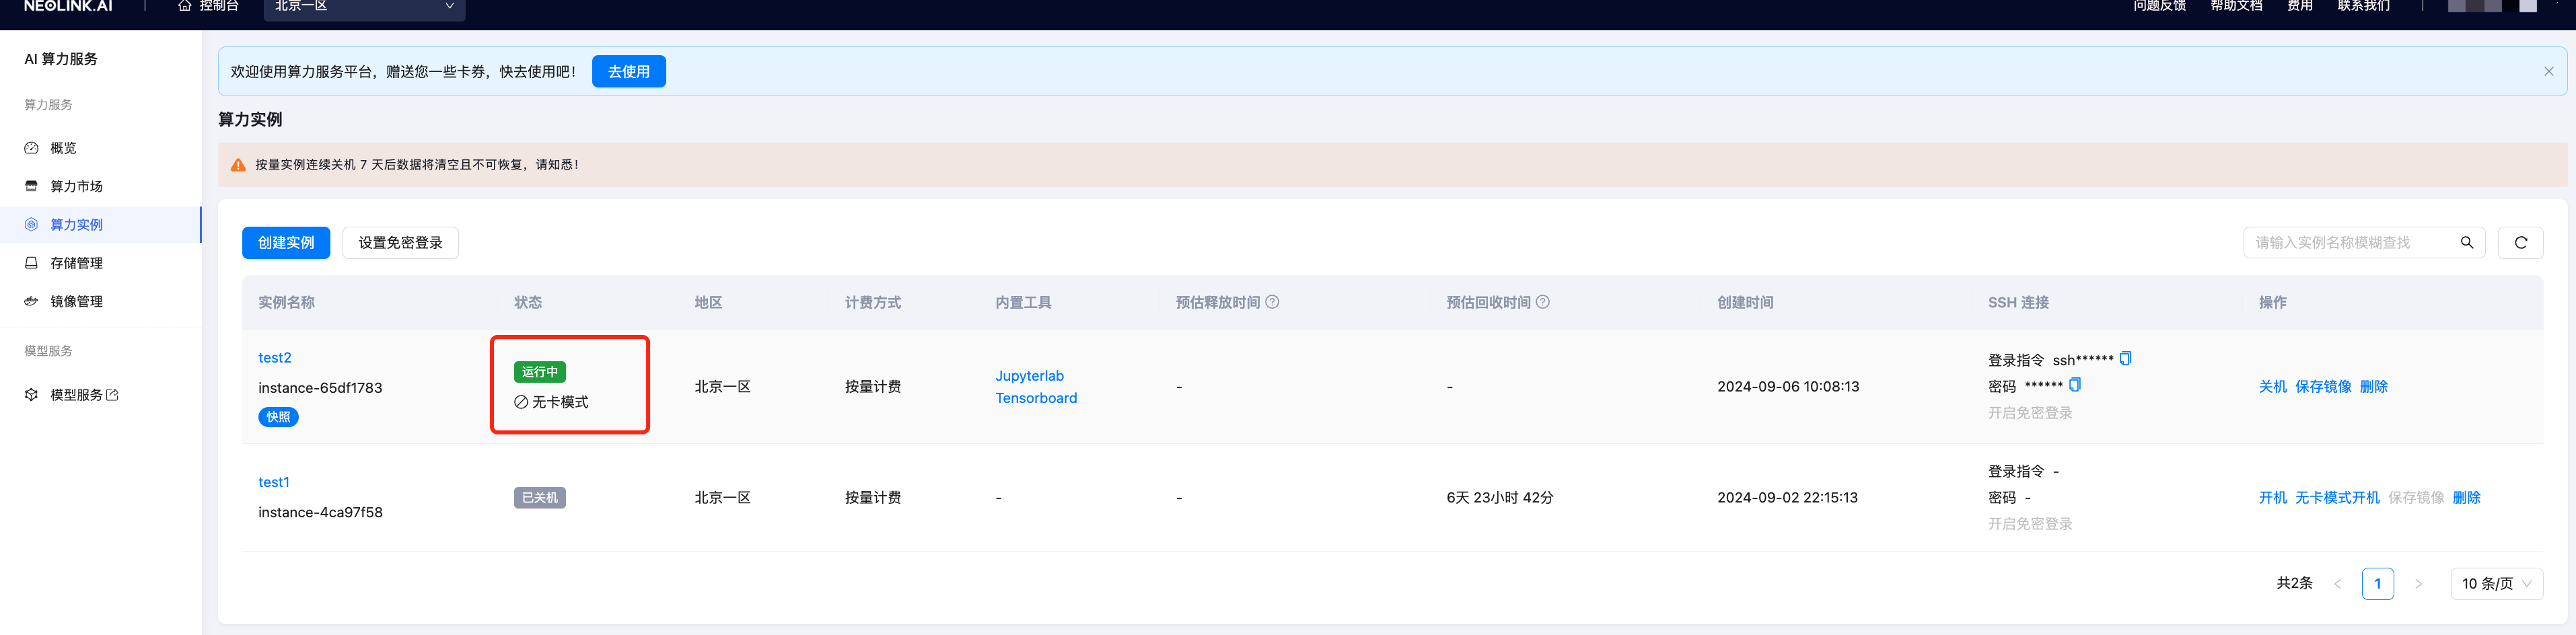 NEOLINK.AI
控制台
北京一区
问题反馈
帮助文档
费用
联系我们
AI 算力服务
算力服务
概览
算力市场
算力实例
存储管理
镜像管理
模型服务
模型服务
欢迎使用算力服务平台，赠送您一些卡券，快去使用吧！
去使用
算力实例
按量实例连续关机 7 天后数据将清空且不可恢复，请知悉！
创建实例
设置免密登录
请输入实例名称模糊查找
实例名称
状态
地区
计费方式
内置工具
预估释放时间
预估回收时间
创建时间
SSH 连接
操作
test2
instance-65df1783
快照
运行中
无卡模式
北京一区
按量计费
Jupyterlab
Tensorboard
-
-
2024-09-06 10:08:13
登录指令 ssh******
密码 ******
开启免密登录
关机 保存镜像 删除
test1
instance-4ca97f58
已关机
北京一区
按量计费
-
-
6天 23小时 42分
2024-09-02 22:15:13
登录指令 -
密码 -
开启免密登录
开机 无卡模式开机 保存镜像 删除
共2条
1
10 条/页